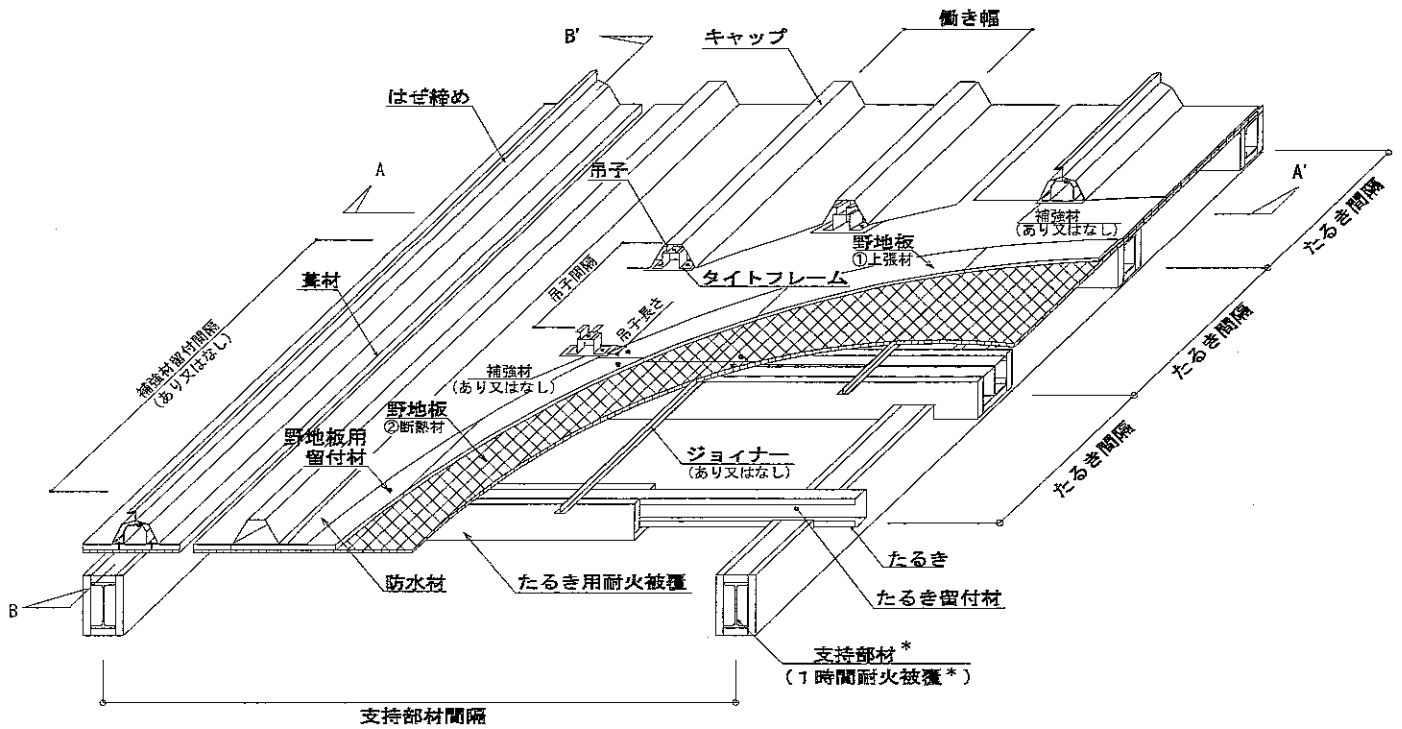 働き幅
B'
キャップ
はぜ締め
A
吊子
A'
補強材
(あり又はなし)
野地板
①上張材
たるき間隔
タイトフレーム
吊子間隔
葺材
吊子長さ
補強材留付間隔
(あり又はなし)
補強材
(あり又はなし)
たるき間隔
野地板
②断熱材
野地板用
留付材
ジョイナー
(あり又はなし)
たるき間隔
たるき
防水材
たるき用耐火被覆
たるき留付材
B
支持部材*
(1時間耐火被覆*)
支持部材間隔